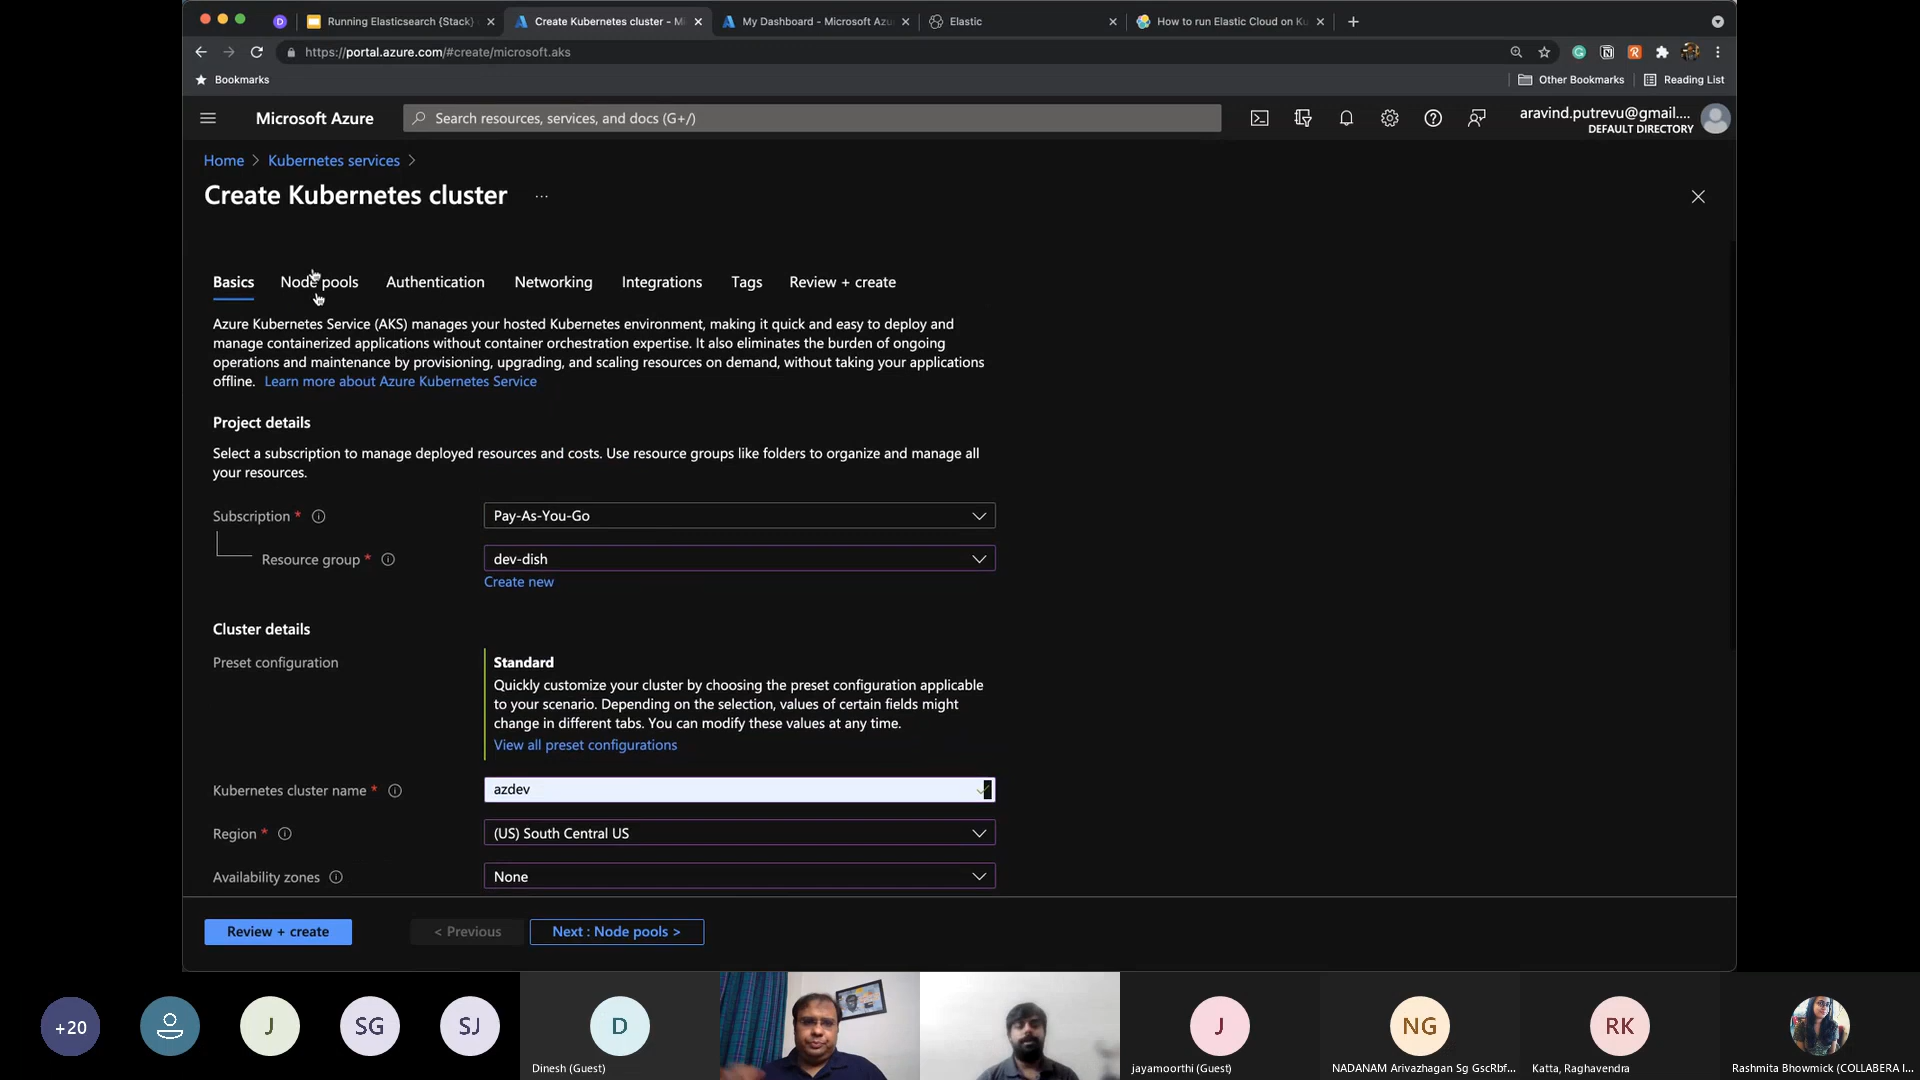 Running Elasticsearch {Stack}
Create Kubernetes cluster - M
My Dashboard - Microsoft Azu
Elastic
How to run Elastic Cloud on Ku
https://portal.azure.com/#create/microsoft.aks
Bookmarks
Other Bookmarks
Reading List
Microsoft Azure
Search resources, services, and docs (G+/)
aravind.putrevu@gmail....
DEFAULT DIRECTORY
Home > Kubernetes services >
Create Kubernetes cluster ...
Basics Node pools Authentication Networking Integrations Tags Review + create
Azure Kubernetes Service (AKS) manages your hosted Kubernetes environment, making it quick and easy to deploy and
manage containerized applications without container orchestration expertise. It also eliminates the burden of ongoing
operations and maintenance by provisioning, upgrading, and scaling resources on demand, without taking your applications
offline. Learn more about Azure Kubernetes Service
Project details
Select a subscription to manage deployed resources and costs. Use resource groups like folders to organize and manage all
your resources.
Subscription * Pay-As-You-Go
Resource group * dev-dish
Create new
Cluster details
Preset configuration
Standard
Quickly customize your cluster by choosing the preset configuration applicable
to your scenario. Depending on the selection, values of certain fields might
change in different tabs. You can modify these values at any time.
View all preset configurations
Kubernetes cluster name * azdev
Region * (US) South Central US
Availability zones None
Review + create < Previous Next : Node pools >
+20 J SG SJ D J NG RK
Dinesh (Guest)
jayamoorthi (Guest)
NADANAM Arivazhagan Sg GscRbf...
Katta, Raghavendra
Rashmita Bhowmick (COLLABERA I...